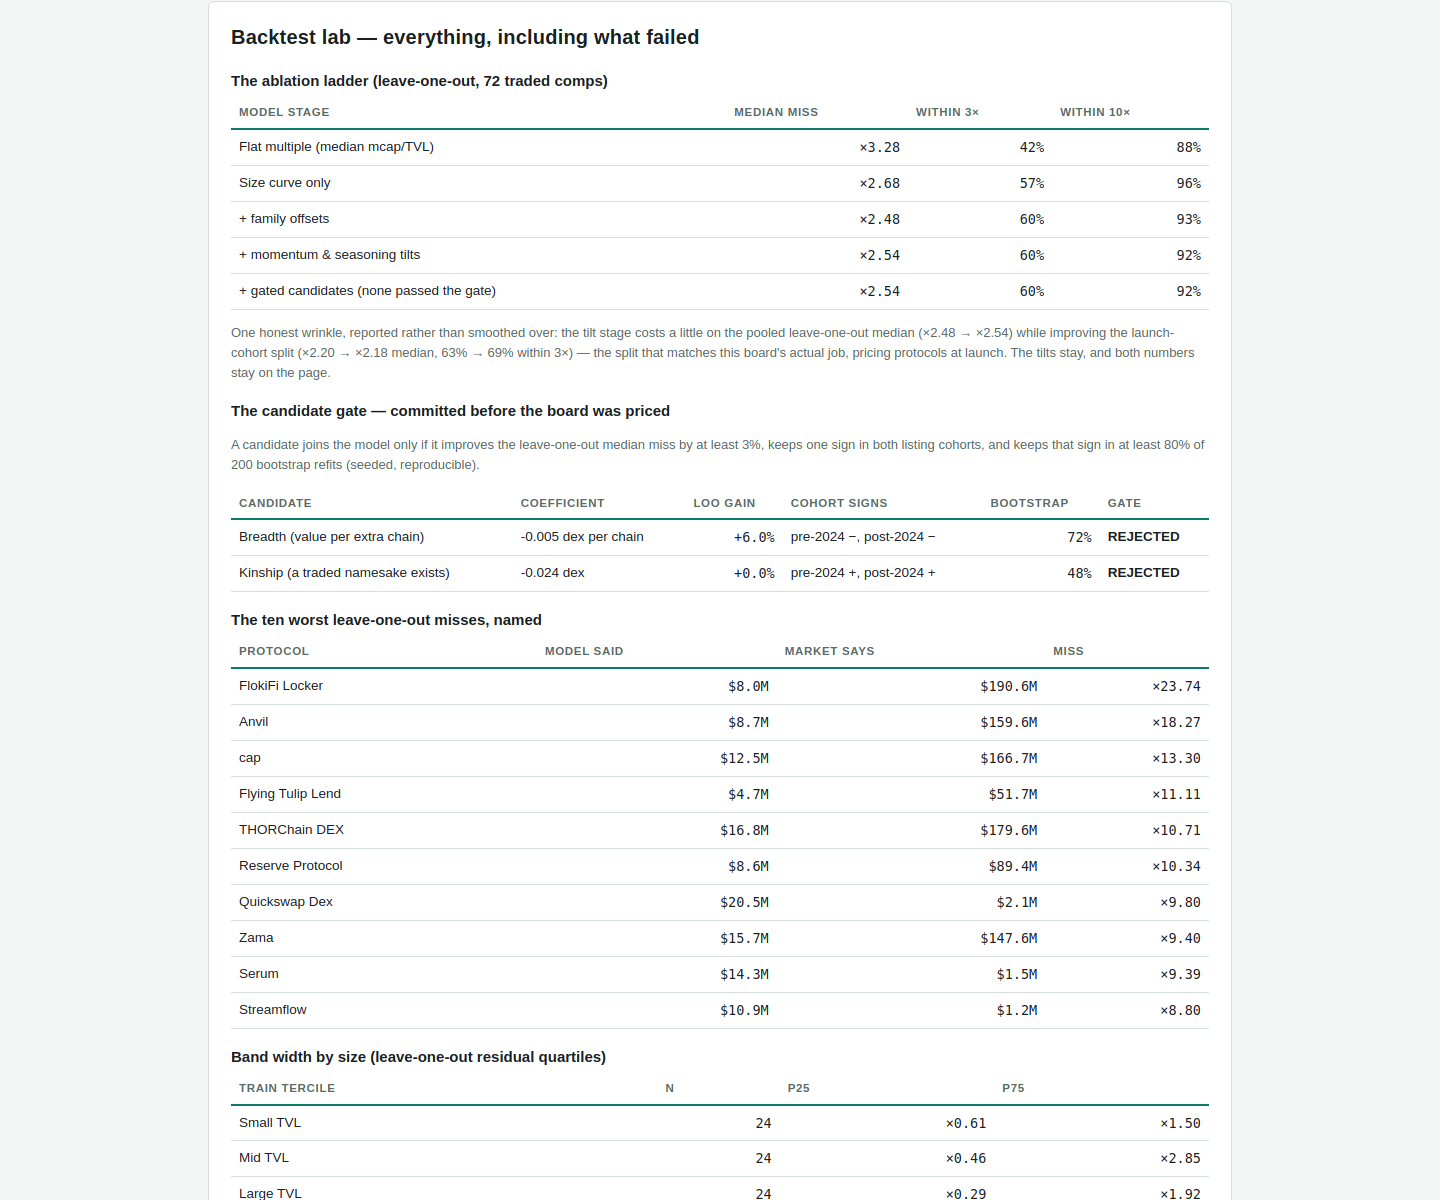 Backtest lab — everything, including what failed
The ablation ladder (leave-one-out, 72 traded comps)
MODEL STAGE MEDIAN MISS WITHIN 3× WITHIN 10×
Flat multiple (median mcap/TVL) ×3.28 42% 88%
Size curve only ×2.68 57% 96%
+ family offsets ×2.48 60% 93%
+ momentum & seasoning tilts ×2.54 60% 92%
+ gated candidates (none passed the gate) ×2.54 60% 92%
One honest wrinkle, reported rather than smoothed over: the tilt stage costs a little on the pooled leave-one-out median (×2.48 → ×2.54) while improving the launch-
cohort split (×2.20 → ×2.18 median, 63% → 69% within 3×) — the split that matches this board's actual job, pricing protocols at launch. The tilts stay, and both numbers
stay on the page.
The candidate gate — committed before the board was priced
A candidate joins the model only if it improves the leave-one-out median miss by at least 3%, keeps one sign in both listing cohorts, and keeps that sign in at least 80% of
200 bootstrap refits (seeded, reproducible).
CANDIDATE COEFFICIENT LOO GAIN COHORT SIGNS BOOTSTRAP GATE
Breadth (value per extra chain) -0.005 dex per chain +6.0% pre-2024 −, post-2024 − 72% REJECTED
Kinship (a traded namesake exists) -0.024 dex +0.0% pre-2024 +, post-2024 + 48% REJECTED
The ten worst leave-one-out misses, named
PROTOCOL MODEL SAID MARKET SAYS MISS
FlokiFi Locker $8.0M $190.6M ×23.74
Anvil $8.7M $159.6M ×18.27
cap $12.5M $166.7M ×13.30
Flying Tulip Lend $4.7M $51.7M ×11.11
THORChain DEX $16.8M $179.6M ×10.71
Reserve Protocol $8.6M $89.4M ×10.34
Quickswap Dex $20.5M $2.1M ×9.80
Zama $15.7M $147.6M ×9.40
Serum $14.3M $1.5M ×9.39
Streamflow $10.9M $1.2M ×8.80
Band width by size (leave-one-out residual quartiles)
TRAIN TERCILE N P25 P75
Small TVL 24 ×0.61 ×1.50
Mid TVL 24 ×0.46 ×2.85
Large TVL 24 ×0.29 ×1.92